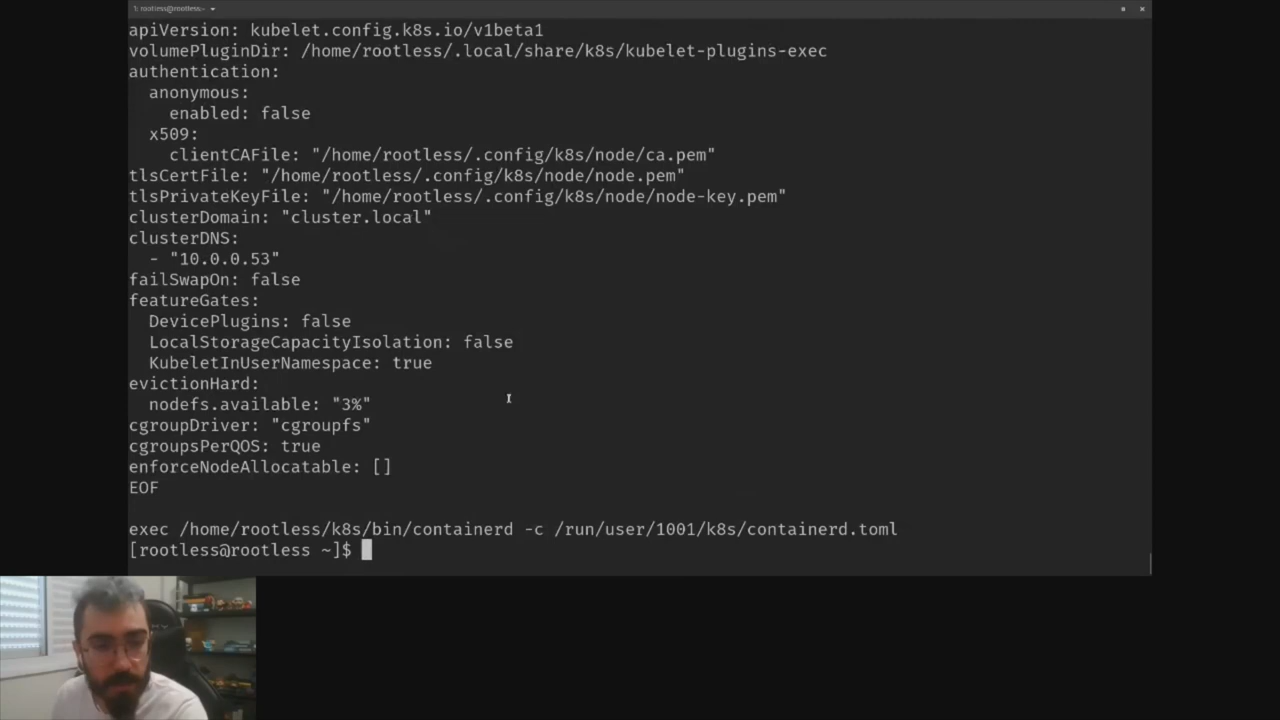 1: rootless@rootless:~
apiVersion: kubelet.config.k8s.io/v1beta1
volumePluginDir: /home/rootless/.local/share/k8s/kubelet-plugins-exec
authentication:
  anonymous:
    enabled: false
  x509:
    clientCAFile: "/home/rootless/.config/k8s/node/ca.pem"
tlsCertFile: "/home/rootless/.config/k8s/node/node.pem"
tlsPrivateKeyFile: "/home/rootless/.config/k8s/node/node-key.pem"
clusterDomain: "cluster.local"
clusterDNS:
  - "10.0.0.53"
failSwapOn: false
featureGates:
  DevicePlugins: false
  LocalStorageCapacityIsolation: false
  KubeletInUserNamespace: true
evictionHard:
  nodefs.available: "3%"
cgroupDriver: "cgroupfs"
cgroupsPerQOS: true
enforceNodeAllocatable: []
EOF
exec /home/rootless/k8s/bin/containerd -c /run/user/1001/k8s/containerd.toml
[rootless@rootless ~]$